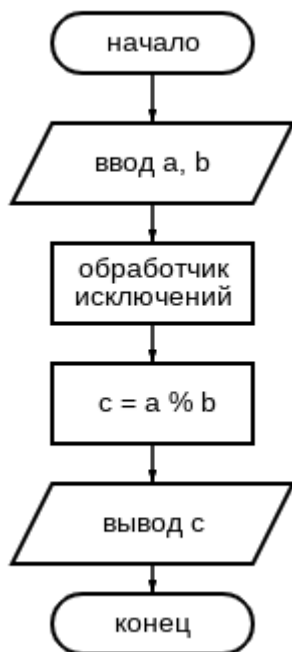 начало
ввод a, b
обработчик
исключений
c = a % b
вывод c
конец